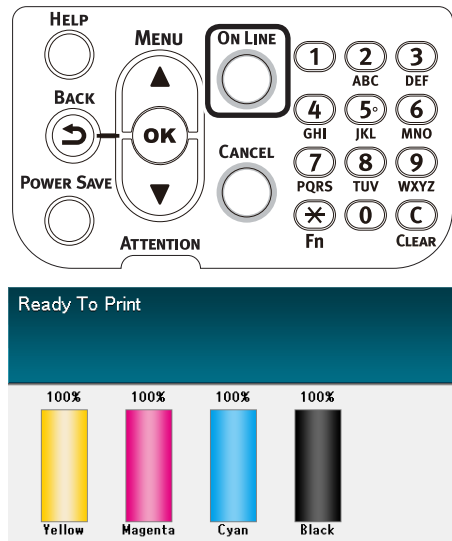 HELP
MENU
ON LINE
1 2 3
ABC DEF
BACK
4 5 6
GHI JKL MNO
OK
CANCEL
7 8 9
PQRS TUV WXYZ
POWER SAVE
* 0 C
Fn CLEAR
ATTENTION
Ready To Print
100% 100% 100% 100%
Yellow Magenta Cyan Black